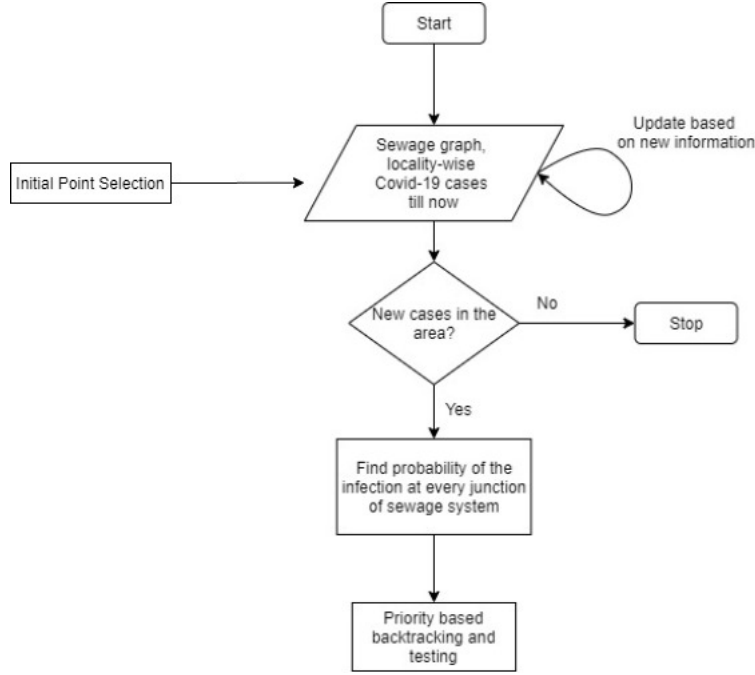 Start
Update based
on new information
Sewage graph,
locality-wise
Covid-19 cases
till now
Initial Point Selection
New cases in the
area?
No
Stop
Yes
Find probability of the
infection at every junction
of sewage system
Priority based
backtracking and
testing